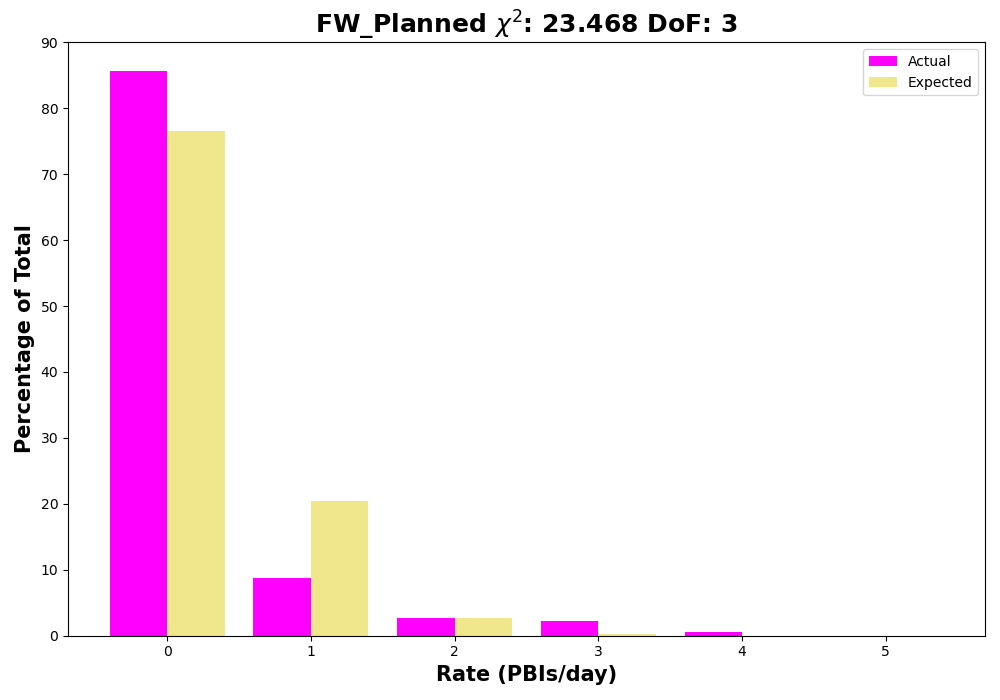 FW_Planned χ²: 23.468 DoF: 3
Actual
Expected
Percentage of Total
90
80
70
60
50
40
30
20
10
0
0 1 2 3 4 5
Rate (PBIs/day)